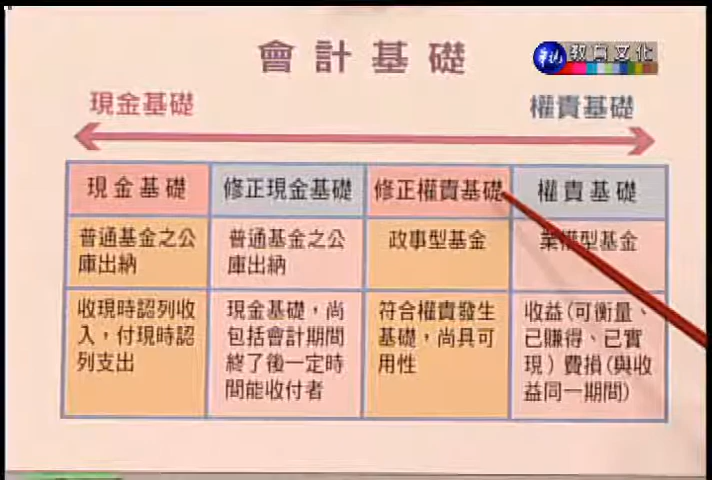 會計基礎
華視 教育文化
現金基礎
權責基礎
現金基礎
修正現金基礎
修正權責基礎
權責基礎
普通基金之公
庫出納
普通基金之公
庫出納
政事型基金
業權型基金
收現時認列收
入，付現時認
列支出
現金基礎，尚
包括會計期間
終了後一定時
間能收付者
符合權責發生
基礎，尚具可
用性
收益(可衡量、
已賺得、已實
現）費損(與收
益同一期間)